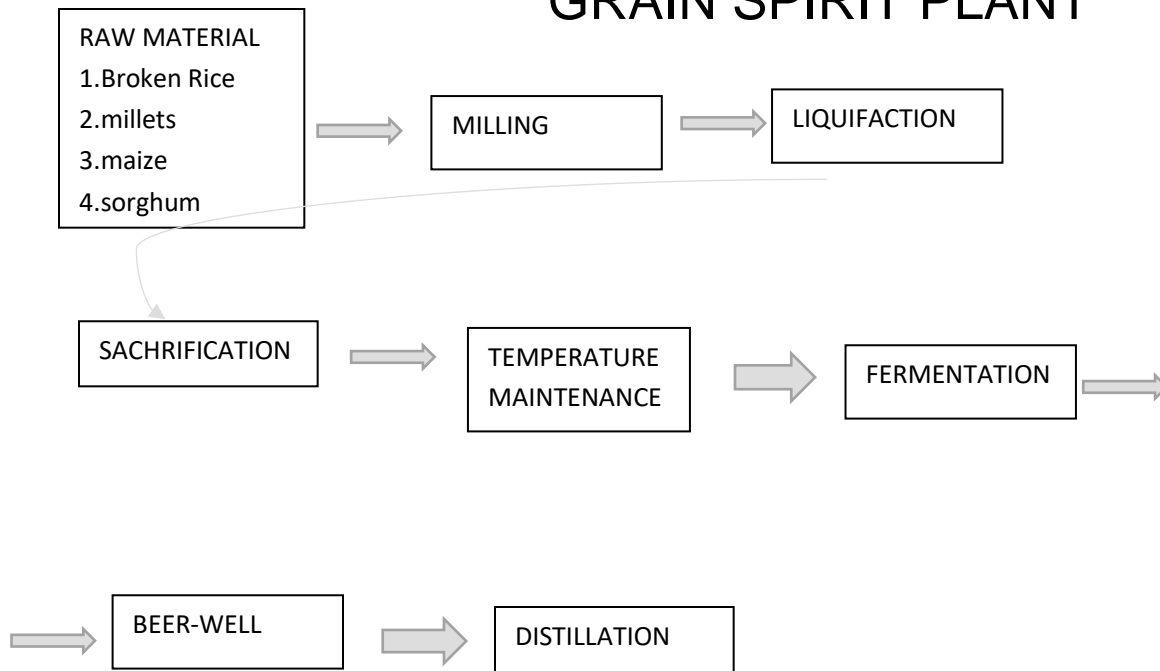 GRAIN SPIRIT PLANT
RAW MATERIAL
1.Broken Rice
2.millets
3.maize
4.sorghum
MILLING
LIQUIFACTION
SACHRIFICATION
TEMPERATURE
MAINTENANCE
FERMENTATION
BEER-WELL
DISTILLATION